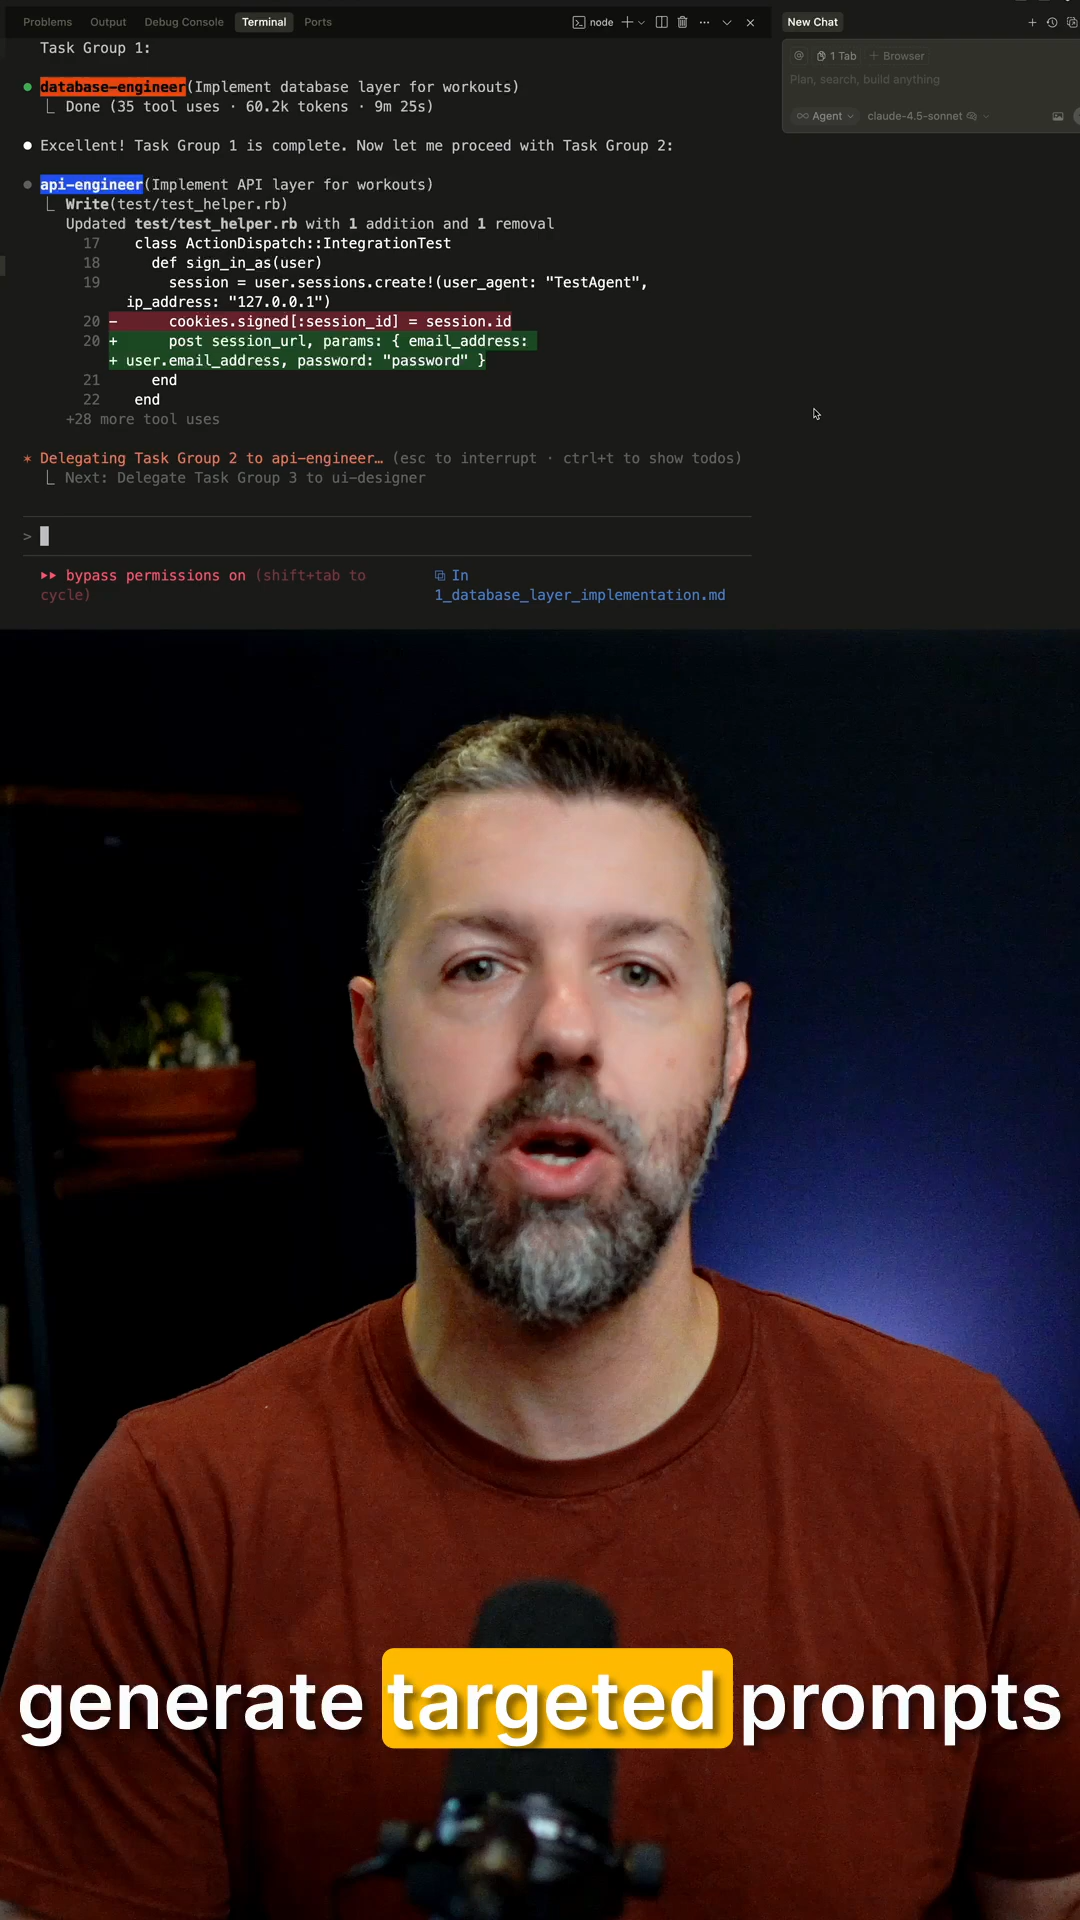 Problems Output Debug Console Terminal Ports node
Task Group 1:
database-engineer(Implement database layer for workouts)
Done (35 tool uses · 60.2k tokens · 9m 25s)
Excellent! Task Group 1 is complete. Now let me proceed with Task Group 2:
api-engineer(Implement API layer for workouts)
Write(test/test_helper.rb)
Updated test/test_helper.rb with 1 addition and 1 removal
17 class ActionDispatch::IntegrationTest
18 def sign_in_as(user)
19 session = user.sessions.create!(user_agent: "TestAgent",
ip_address: "127.0.0.1")
20 - cookies.signed[:session_id] = session.id
20 + post session_url, params: { email_address:
+ user.email_address, password: "password" }
21 end
22 end
+28 more tool uses
* Delegating Task Group 2 to api-engineer… (esc to interrupt · ctrl+t to show todos)
Next: Delegate Task Group 3 to ui-designer
>
bypass permissions on (shift+tab to
cycle)
In
1_database_layer_implementation.md
New Chat
@ 1 Tab + Browser
Plan, search, build anything
∞ Agent claude-4.5-sonnet
generate targeted prompts